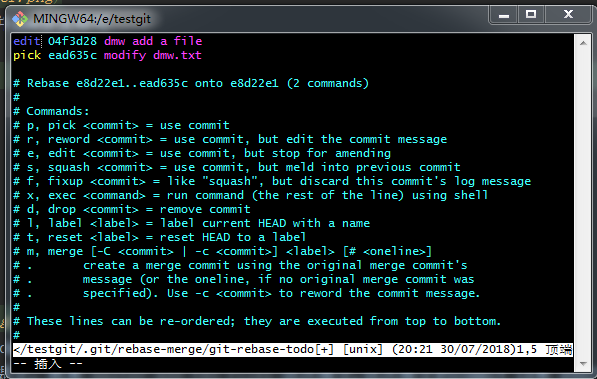 MINGW64:/e/testgit
edit 04f3d28 dmw add a file
pick ead635c modify dmw.txt
# Rebase e8d22e1..ead635c onto e8d22e1 (2 commands)
#
# Commands:
# p, pick <commit> = use commit
# r, reword <commit> = use commit, but edit the commit message
# e, edit <commit> = use commit, but stop for amending
# s, squash <commit> = use commit, but meld into previous commit
# f, fixup <commit> = like "squash", but discard this commit's log message
# x, exec <command> = run command (the rest of the line) using shell
# d, drop <commit> = remove commit
# l, label <label> = label current HEAD with a name
# t, reset <label> = reset HEAD to a label
# m, merge [-C <commit> | -c <commit>] <label> [# <oneline>]
# .       create a merge commit using the original merge commit's
# .       message (or the oneline, if no original merge commit was
# .       specified). Use -c <commit> to reword the commit message.
#
# These lines can be re-ordered; they are executed from top to bottom.
#
</testgit/.git/rebase-merge/git-rebase-todo[+] [unix] (20:21 30/07/2018)1,5 顶端
-- 插入 --